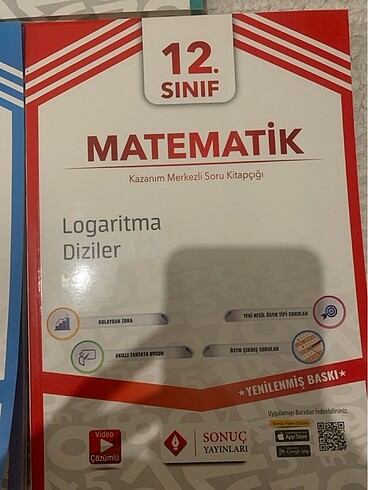 12.
SINIF
MATEMATİK
Kazanım Merkezli Soru Kitapçığı
Logaritma
Diziler
KOLAYDAN ZORA
YENİ NESİL ÖSYM TİPİ SORULAR
AKILLI TAHTAYA UYGUN
ÖSYM ÇIKMIŞ SORULAR
★YENİLENMİŞ BASKI★
Uygulamayı Buradan İndirebilirsiniz.
Video
Çözümlü
SONUÇ
YAYINLARI
App Store
Google play